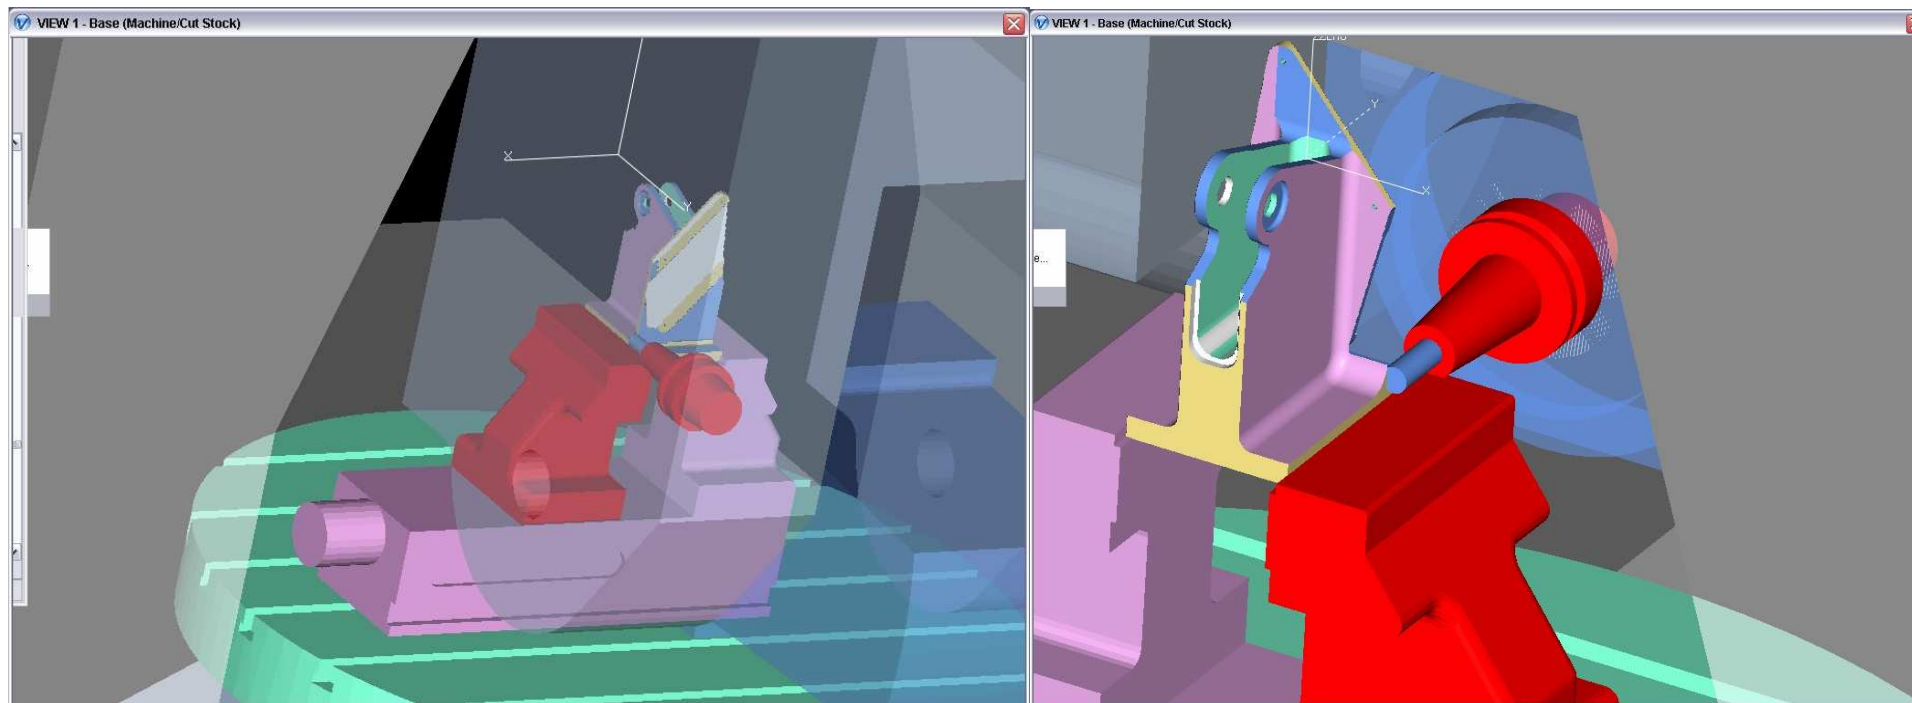 VIEW 1 - Base (Machine/Cut Stock)
VIEW 1 - Base (Machine/Cut Stock)
X
Y
Y
X
e...